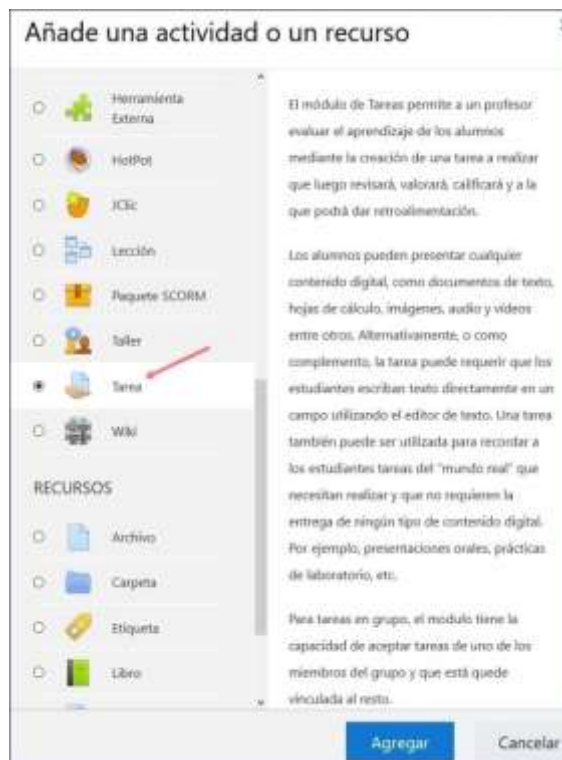 Añade una actividad o un recurso
Herramienta
Externa
HotPot
JClic
Lección
Paquete SCORM
Taller
Tarea
Wiki
RECURSOS
Archivo
Carpeta
Etiqueta
Libro
El módulo de Tareas permite a un profesor
evaluar el aprendizaje de los alumnos
mediante la creación de una tarea a realizar
que luego revisará, valorará, calificará y a la
que podrá dar retroalimentación.
Los alumnos pueden presentar cualquier
contenido digital, como documentos de texto,
hojas de cálculo, imágenes, audio y vídeos
entre otros. Alternativamente, o como
complemento, la tarea puede requerir que los
estudiantes escriban texto directamente en un
campo utilizando el editor de texto. Una tarea
también puede ser utilizada para recordar a
los estudiantes tareas del "mundo real" que
necesitan realizar y que no requieren la
entrega de ningún tipo de contenido digital.
Por ejemplo, presentaciones orales, prácticas
de laboratorio, etc.
Para tareas en grupo, el modulo tiene la
capacidad de aceptar tareas de uno de los
miembros del grupo y que está quede
vinculada al resto.
Agregar
Cancelar